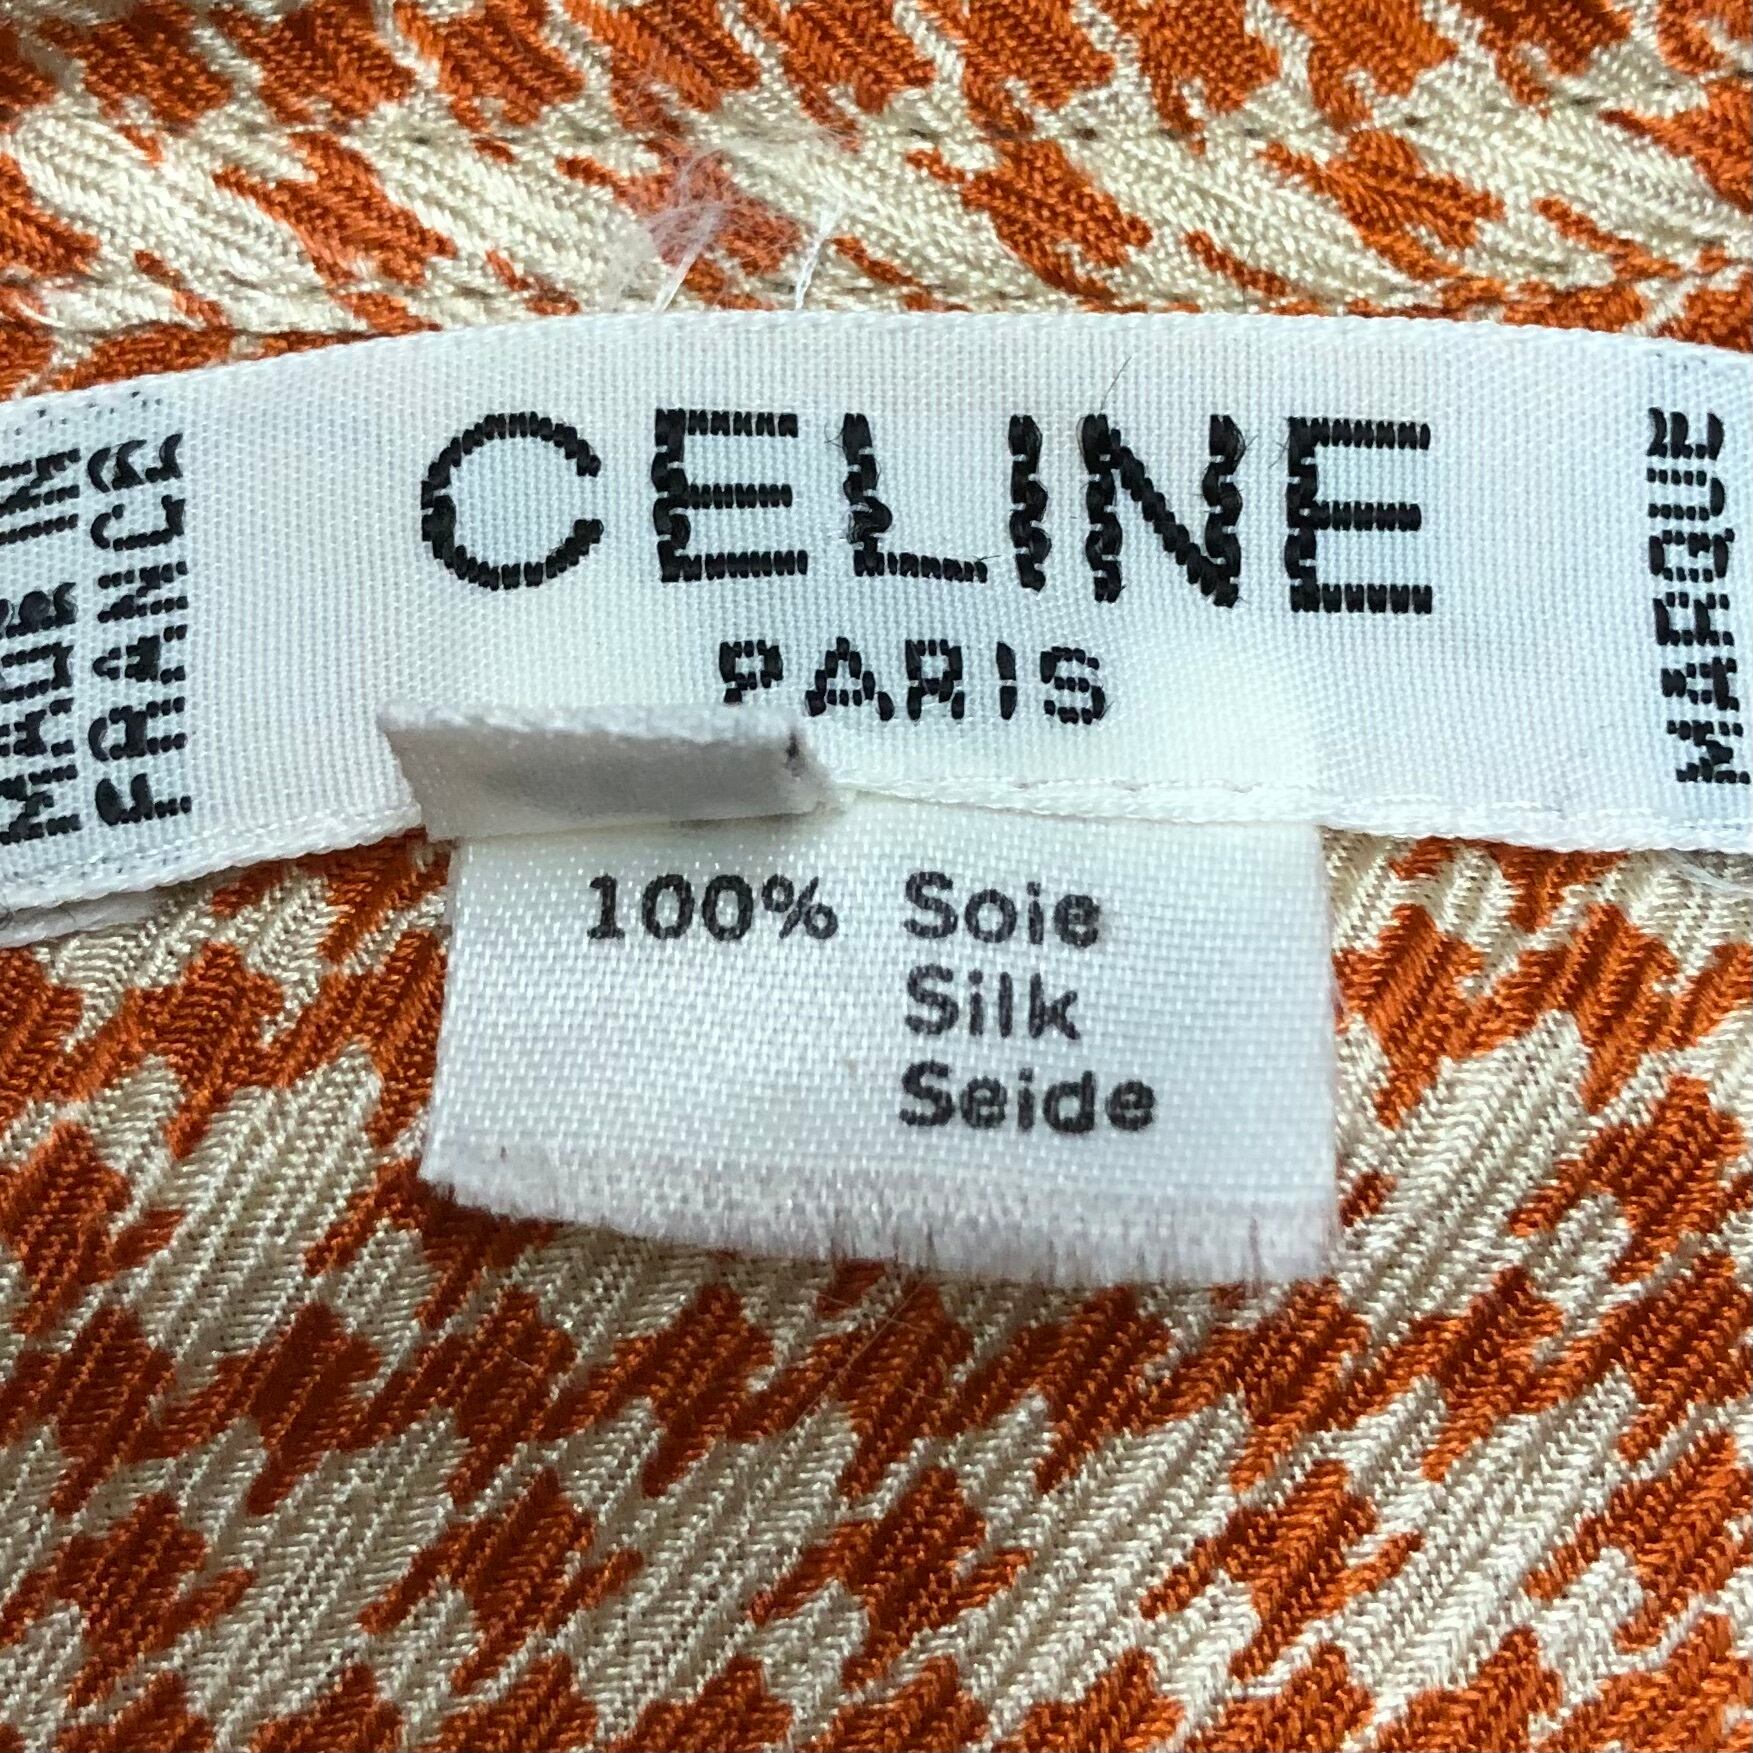 MADE IN
FRANCE
CELINE
PARIS
MARQUE
100% Soie
Silk
Seide